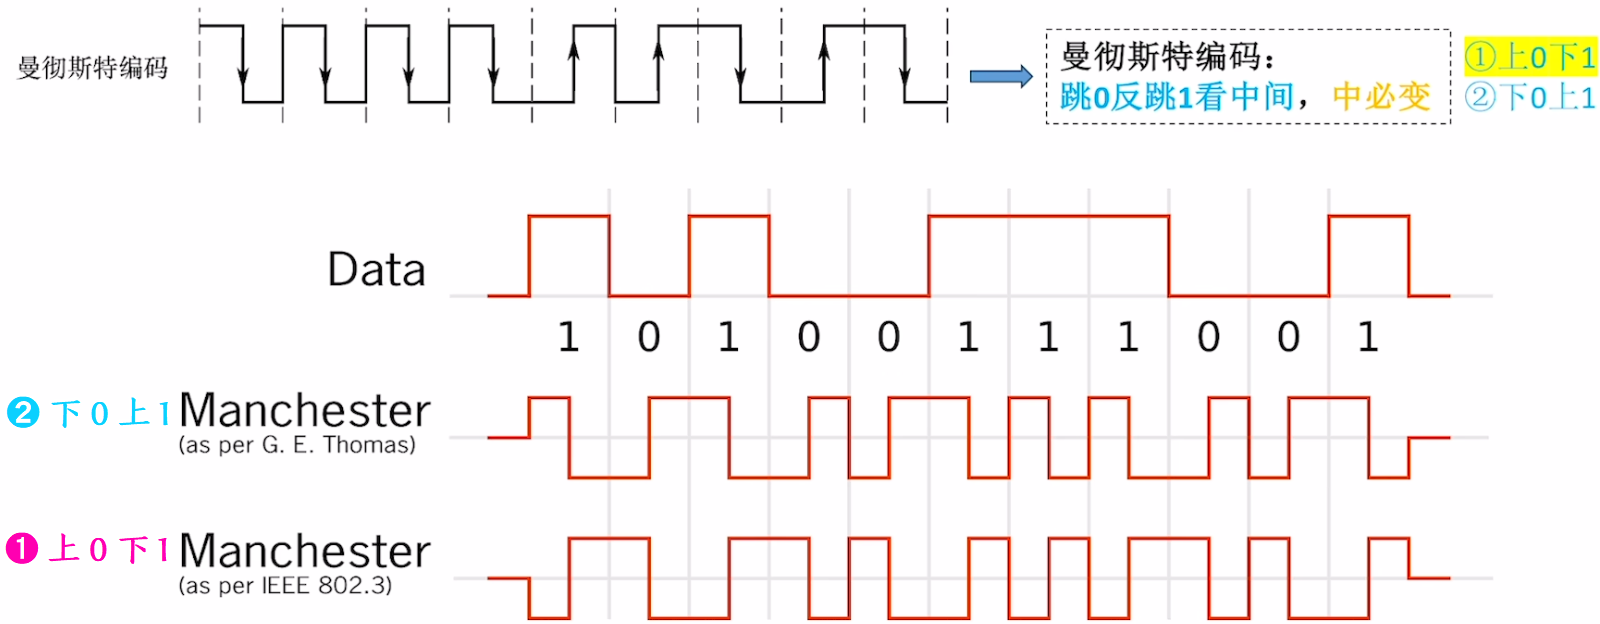 曼彻斯特编码
曼彻斯特编码：
跳0反跳1看中间，中必变
①上0下1
②下0上1
Data
1 0 1 0 0 1 1 1 0 0 1
❷下0上1 Manchester
(as per G. E. Thomas)
❶上0下1 Manchester
(as per IEEE 802.3)